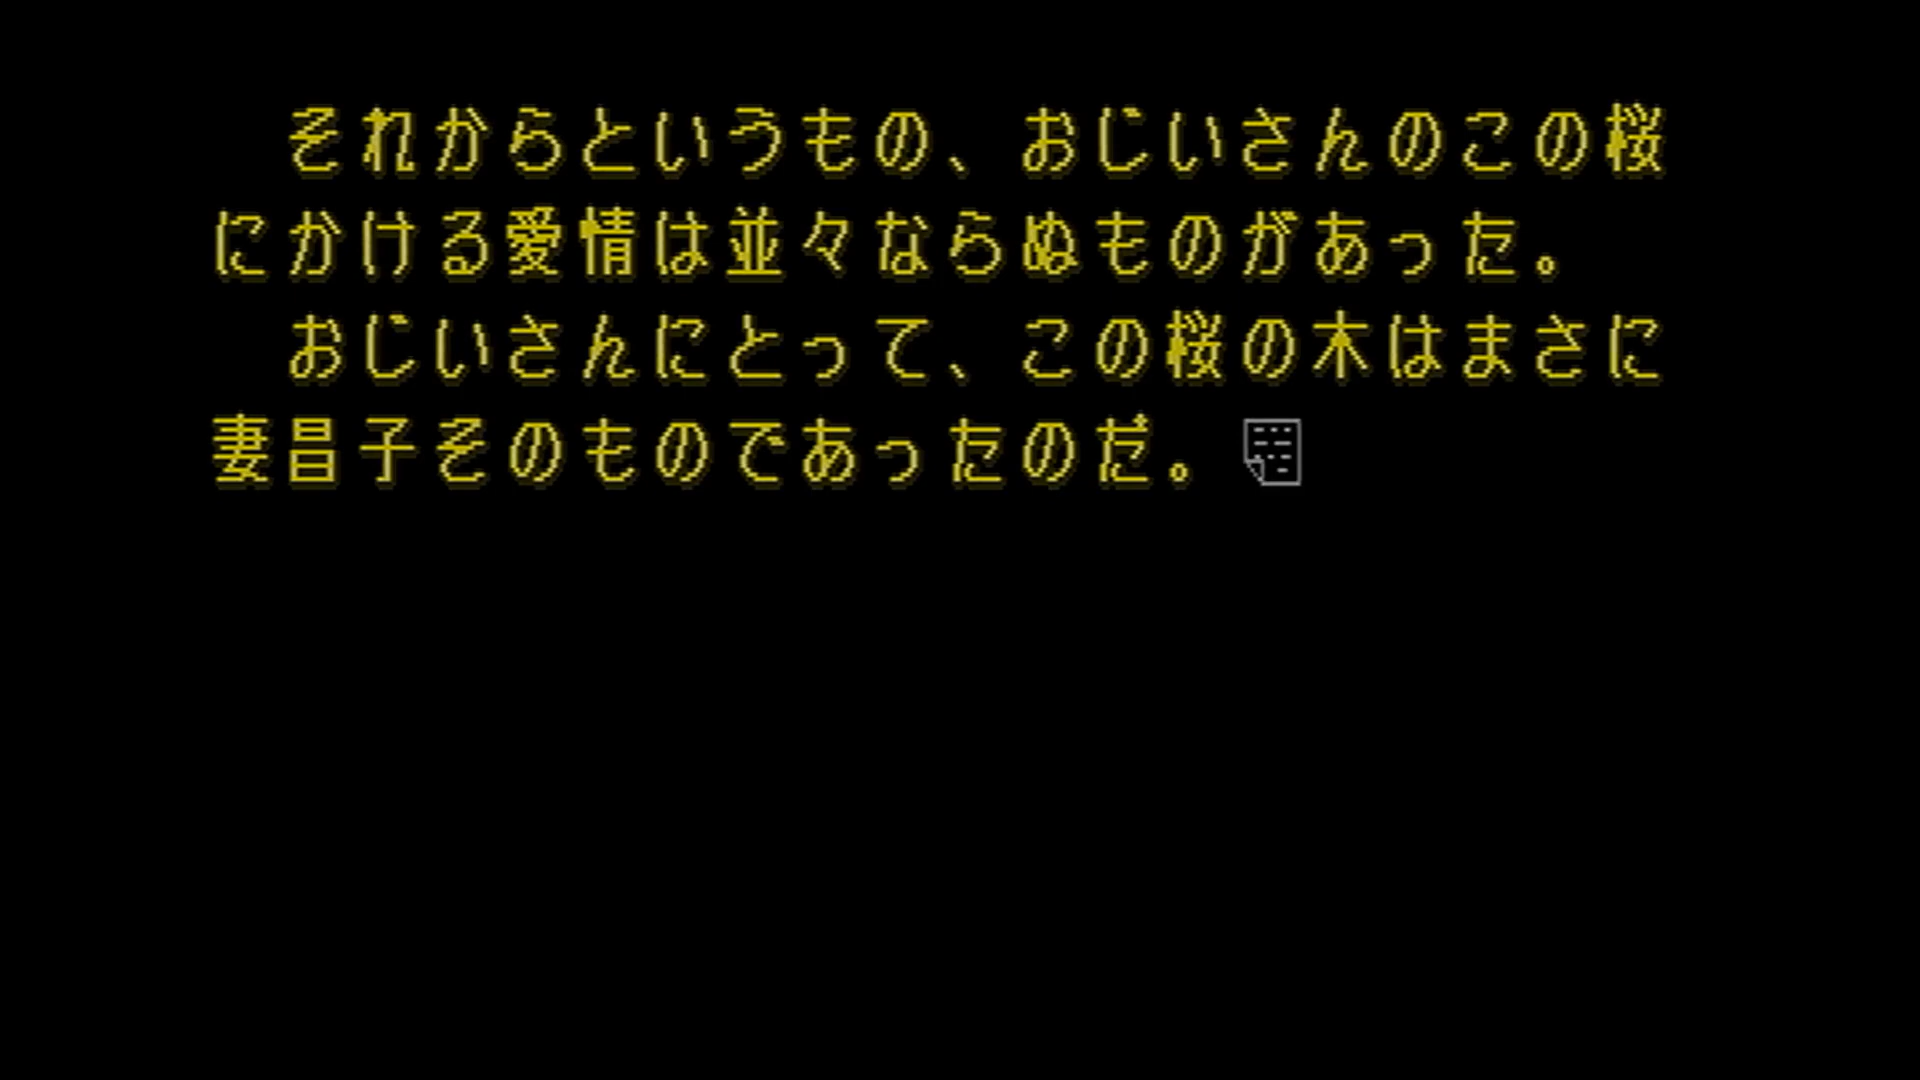 それからというもの、おじいさんのこの桜
にかける愛情は並々ならぬものがあった。
おじいさんにとって、この桜の木はまさに
妻昌子そのものであったのだ。